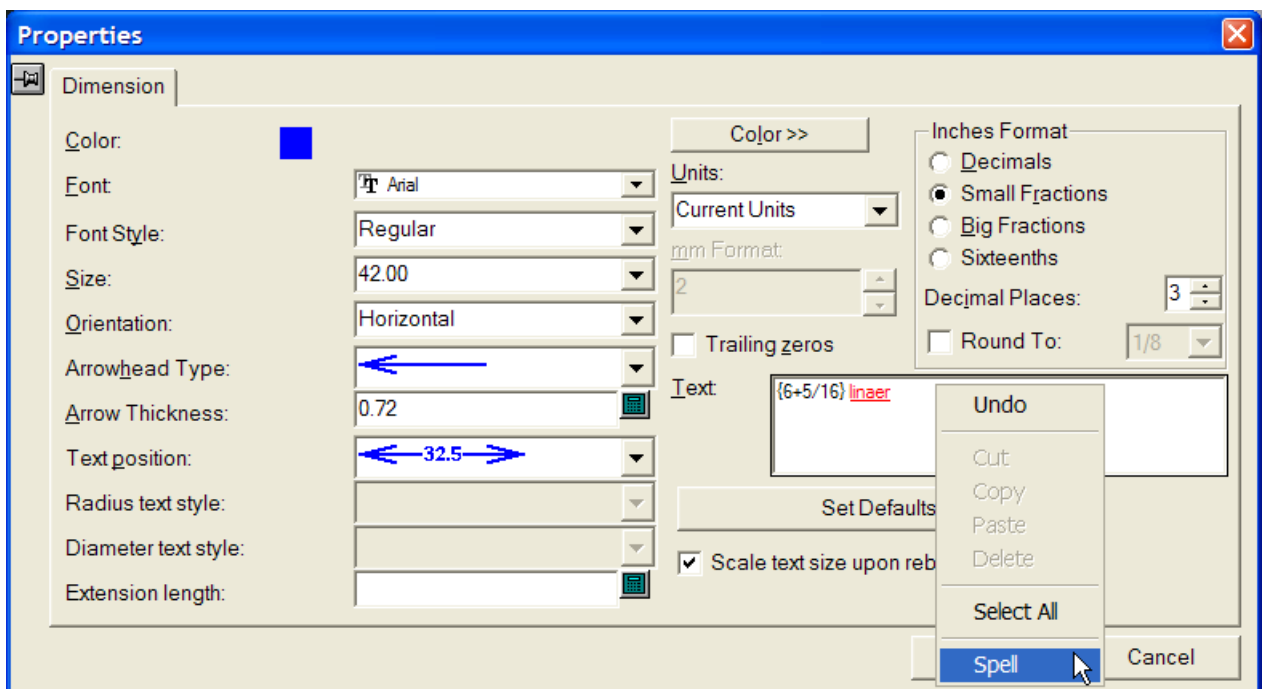 Properties
Dimension
Color:
Font:
Arial
Font Style:
Regular
Size:
42.00
Orientation:
Horizontal
Arrowhead Type:
Arrow Thickness:
0.72
Text position:
32.5
Radius text style:
Diameter text style:
Extension length:
Color >>
Units:
Current Units
mm Format:
2
Trailing zeros
Inches Format
Decimals
Small Fractions
Big Fractions
Sixteenths
Decimal Places:
3
Round To:
1/8
Text:
{6+5/16} linaer
Set Defaults
Scale text size upon reb
Undo
Cut
Copy
Paste
Delete
Select All
Spell
Cancel